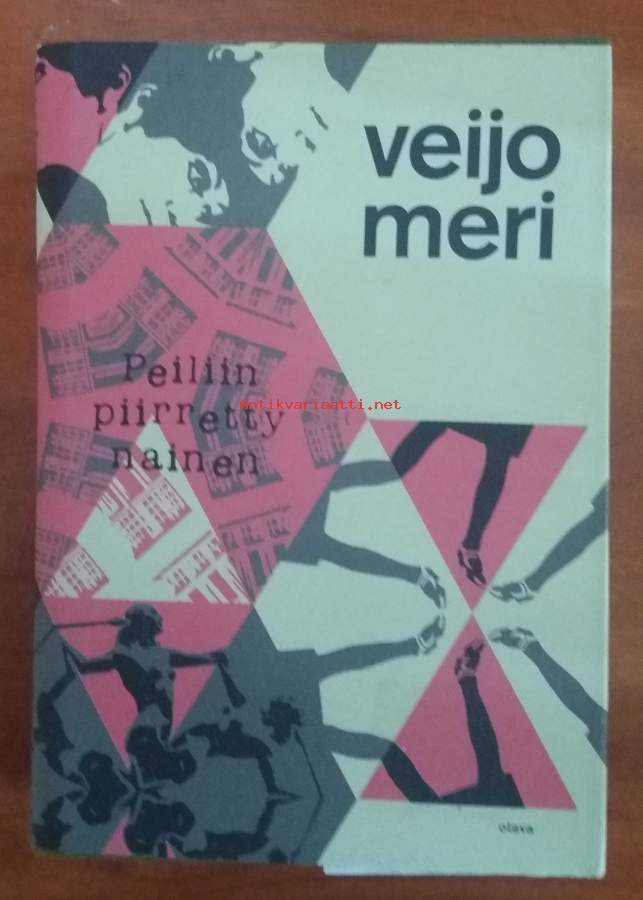 veijo
meri
Peiliin
piirretty
nainen
antikvariaatti.net
otava